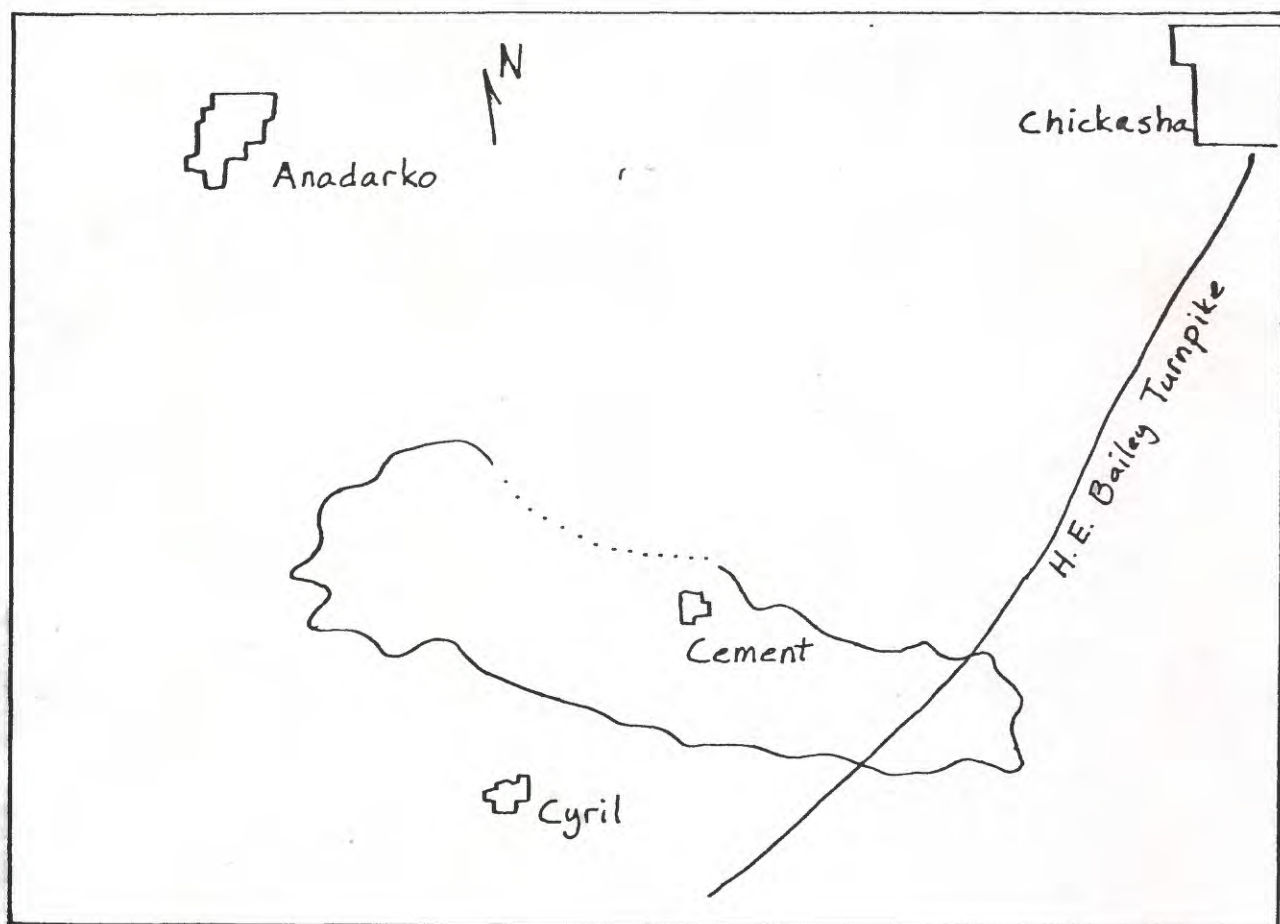 N
Chickasha
Anadarko
H. E. Bailey Turnpike
Cement
Cyril